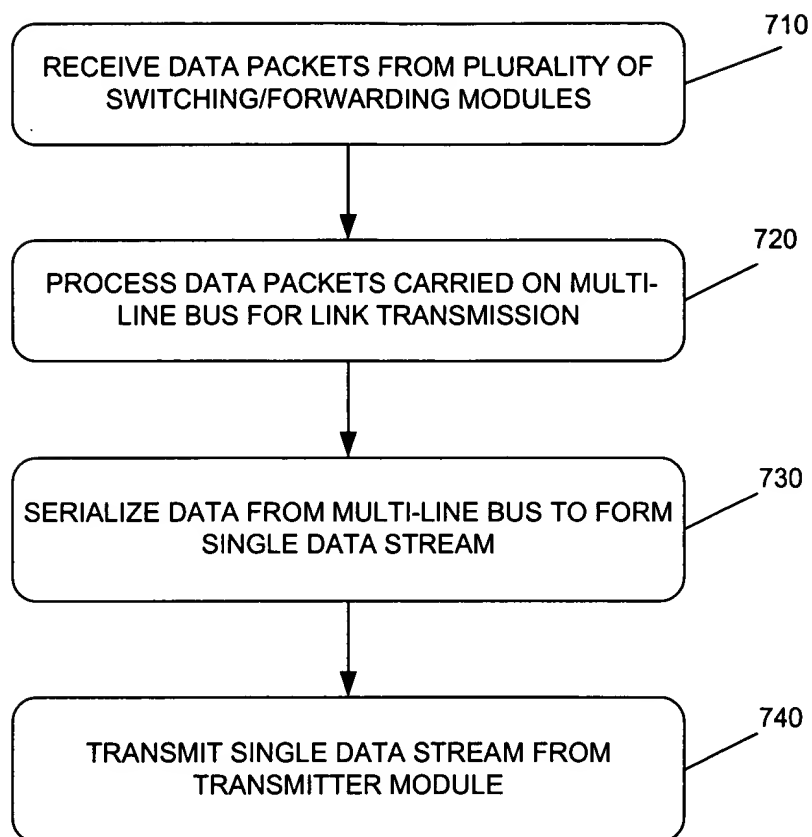 710
RECEIVE DATA PACKETS FROM PLURALITY OF
SWITCHING/FORWARDING MODULES
720
PROCESS DATA PACKETS CARRIED ON MULTI-
LINE BUS FOR LINK TRANSMISSION
730
SERIALIZE DATA FROM MULTI-LINE BUS TO FORM
SINGLE DATA STREAM
740
TRANSMIT SINGLE DATA STREAM FROM
TRANSMITTER MODULE